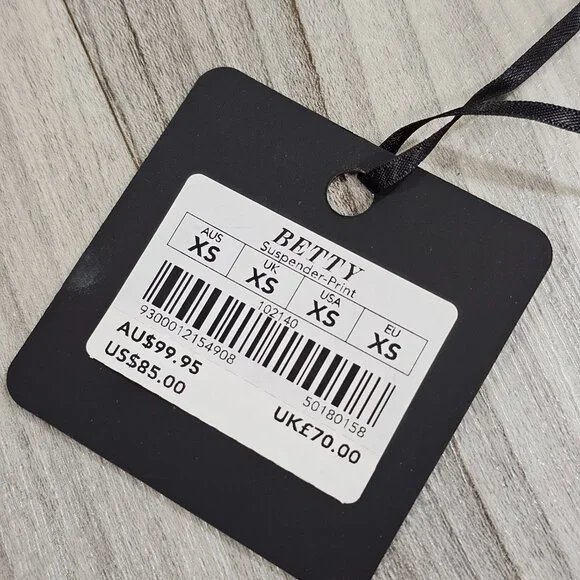 BETTY
Suspender-Print
AUS UK USA EU
XS XS XS XS
102140
9300012154908 50180158
AU$99.95
US$85.00 UK£70.00